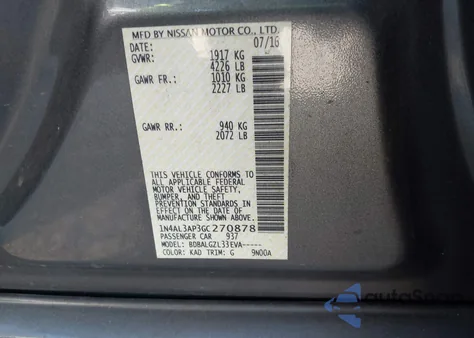 MFD BY NISSAN MOTOR CO., LTD.
DATE: 07/16
GVWR: 1917 KG
4226 LB
GAWR FR.: 1010 KG
2227 LB
GAWR RR.: 940 KG
2072 LB
THIS VEHICLE CONFORMS TO
ALL APPLICABLE FEDERAL
MOTOR VEHICLE SAFETY,
BUMPER, AND THEFT
PREVENTION STANDARDS
IN EFFECT ON THE DATE OF
MANUFACTURE SHOWN ABOVE.
1N4AL3AP3GC270878
PASSENGER CAR 937
MODEL: BDBALGZL33EVA-----
COLOR: KAD TRIM: G 9N00A